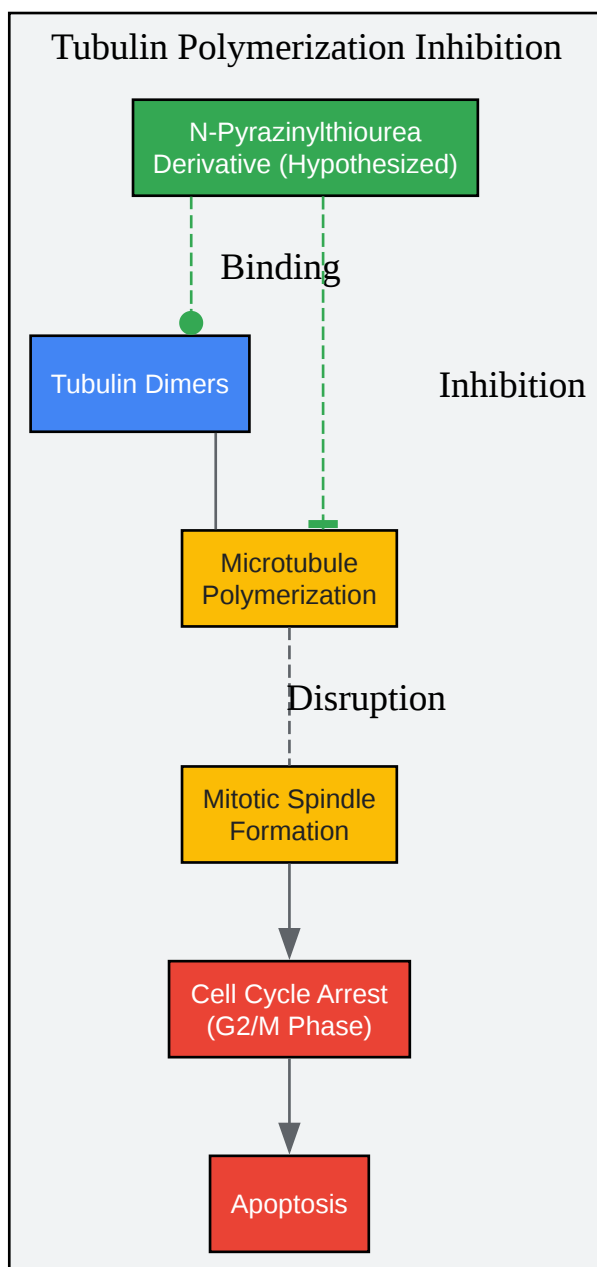 Tubulin Polymerization Inhibition
N-Pyrazinylthiourea
Derivative (Hypothesized)
Binding
Tubulin Dimers
Inhibition
Microtubule
Polymerization
Disruption
Mitotic Spindle
Formation
Cell Cycle Arrest
(G2/M Phase)
Apoptosis